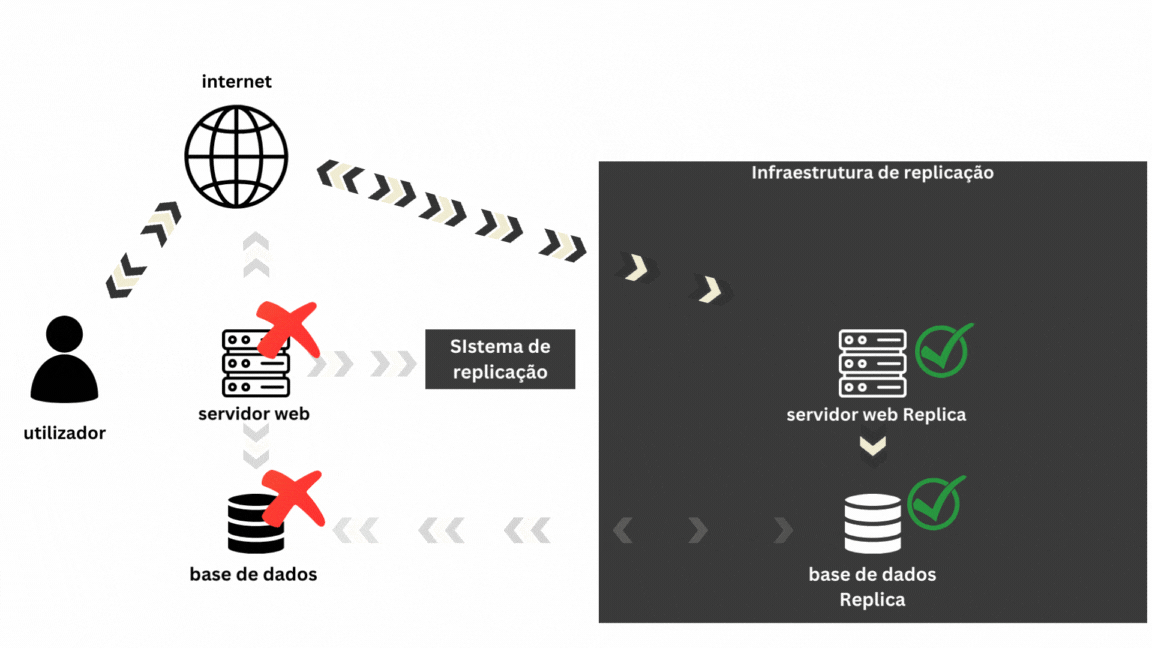 internet
Infraestrutura de replicação
SIstema de
replicação
servidor web
servidor web Replica
utilizador
base de dados
base de dados
Replica